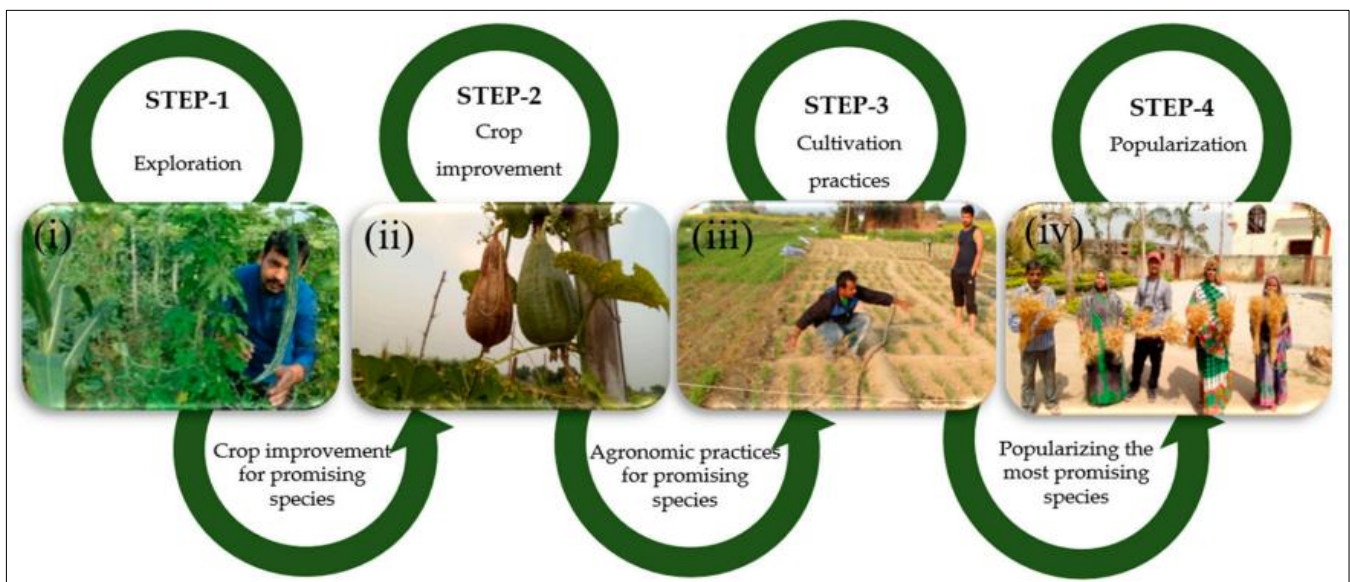 STEP-1
Exploration
STEP-2
Crop
improvement
STEP-3
Cultivation
practices
STEP-4
Popularization
(i)
(ii)
(iii)
(iv)
Crop improvement
for promising
species
Agronomic practices
for promising
species
Popularizing the
most promising
species